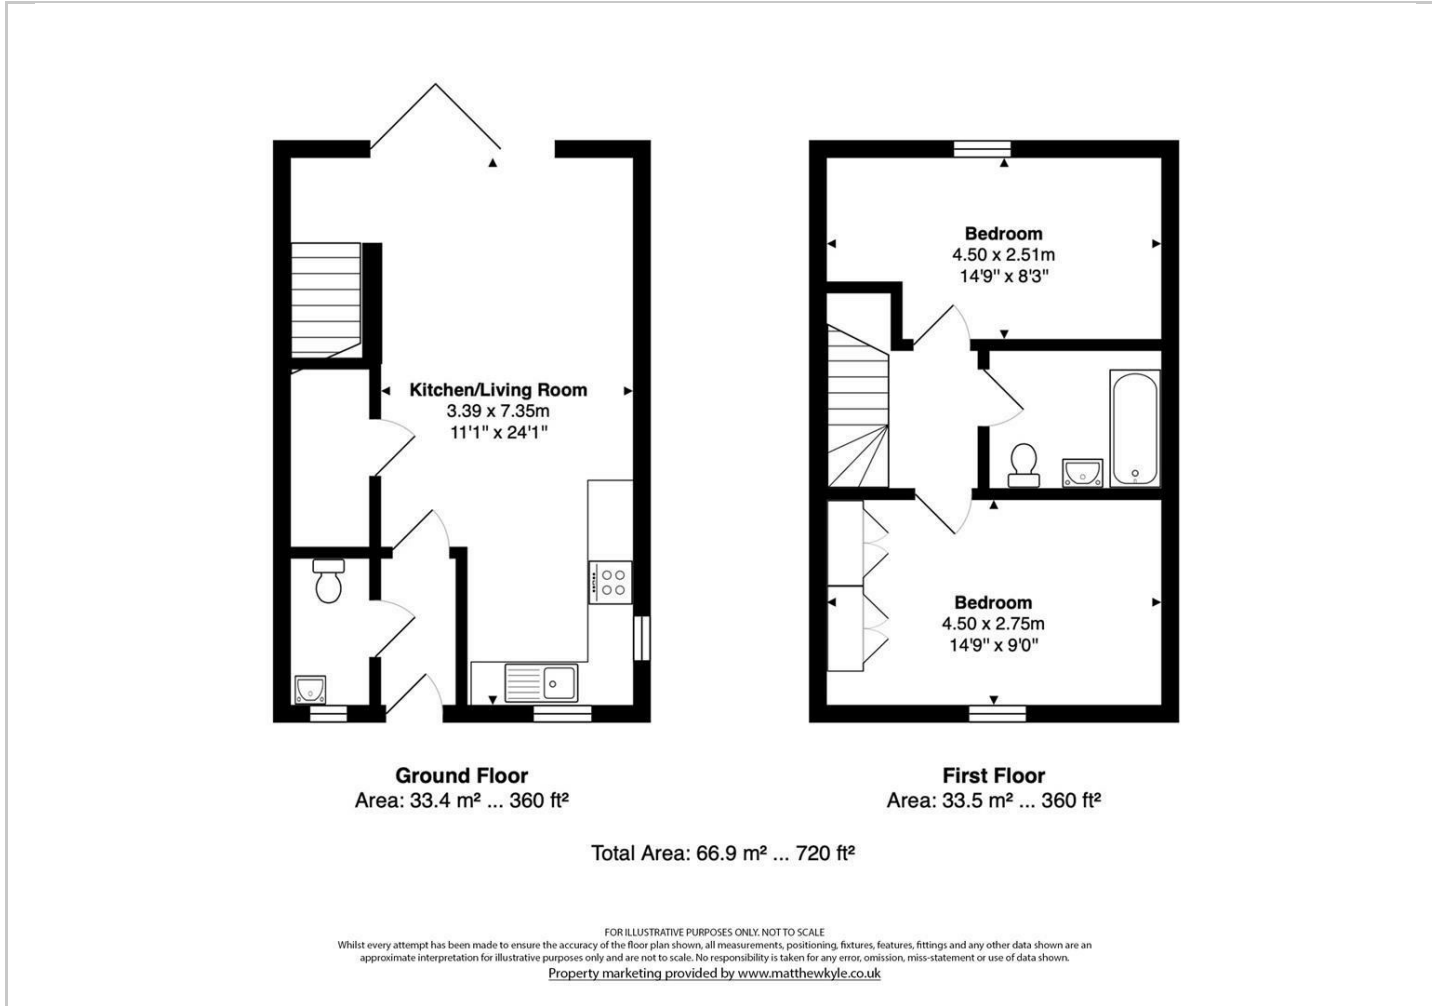 Kitchen/Living Room
3.39 x 7.35m
11'1" x 24'1"
Bedroom
4.50 x 2.51m
14'9" x 8'3"
Bedroom
4.50 x 2.75m
14'9" x 9'0"
Ground Floor
Area: 33.4 m² ... 360 ft²
First Floor
Area: 33.5 m² ... 360 ft²
Total Area: 66.9 m² ... 720 ft²
FOR ILLUSTRATIVE PURPOSES ONLY. NOT TO SCALE
Whilst every attempt has been made to ensure the accuracy of the floor plan shown, all measurements, positioning, fixtures, features, fittings and any other data shown are an
approximate interpretation for illustrative purposes only and are not to scale. No responsibility is taken for any error, omission, miss-statement or use of data shown.
Property marketing provided by www.matthewkyle.co.uk